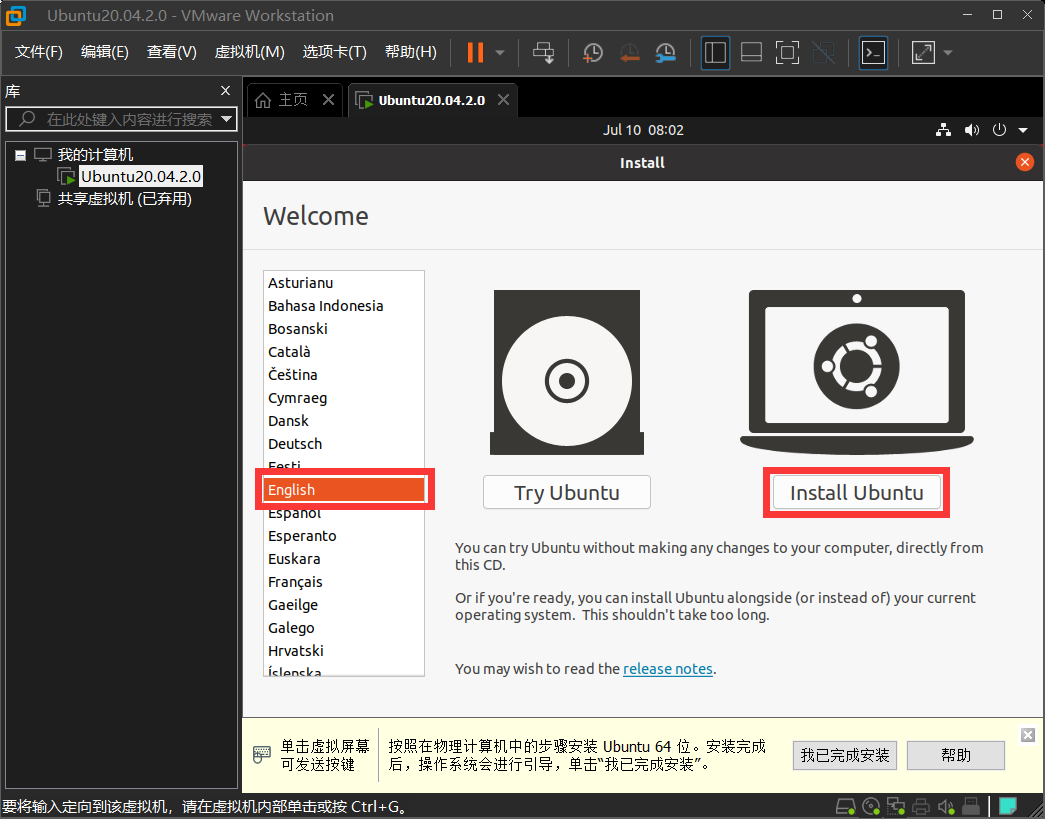 Ubuntu20.04.2.0 - VMware Workstation
文件(F) 编辑(E) 查看(V) 虚拟机(M) 选项卡(T) 帮助(H)
库
在此处键入内容进行搜索
我的计算机
Ubuntu20.04.2.0
共享虚拟机 (已弃用)
主页
Ubuntu20.04.2.0
Jul 10 08:02
Install
Welcome
Asturianu
Bahasa Indonesia
Bosanski
Català
Čeština
Cymraeg
Dansk
Deutsch
Eesti
English
Español
Esperanto
Euskara
Français
Gaeilge
Galego
Hrvatski
Íslenska
Try Ubuntu
Install Ubuntu
You can try Ubuntu without making any changes to your computer, directly from
this CD.
Or if you're ready, you can install Ubuntu alongside (or instead of) your current
operating system. This shouldn't take too long.
You may wish to read the release notes.
单击虚拟屏幕
可发送按键
按照在物理计算机中的步骤安装 Ubuntu 64 位。安装完成
后，操作系统会进行引导，单击“我已完成安装”。
我已完成安装
帮助
要将输入定向到该虚拟机，请在虚拟机内部单击或按 Ctrl+G。